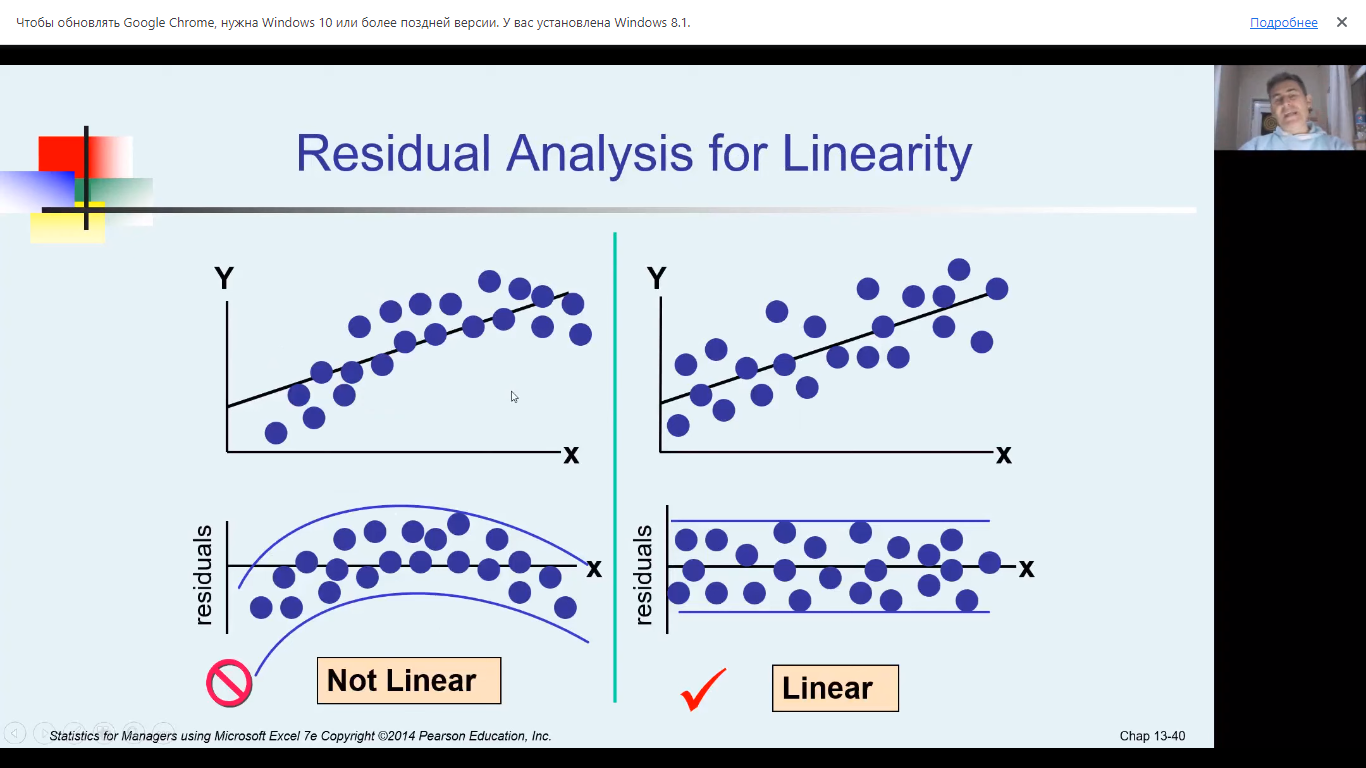 Чтобы обновлять Google Chrome, нужна Windows 10 или более поздней версии. У вас установлена Windows 8.1.
Подробнее
Residual Analysis for Linearity
Y
x
residuals
x
Not Linear
Y
x
residuals
x
Linear
Statistics for Managers using Microsoft Excel 7e Copyright ©2014 Pearson Education, Inc.
Chap 13-40